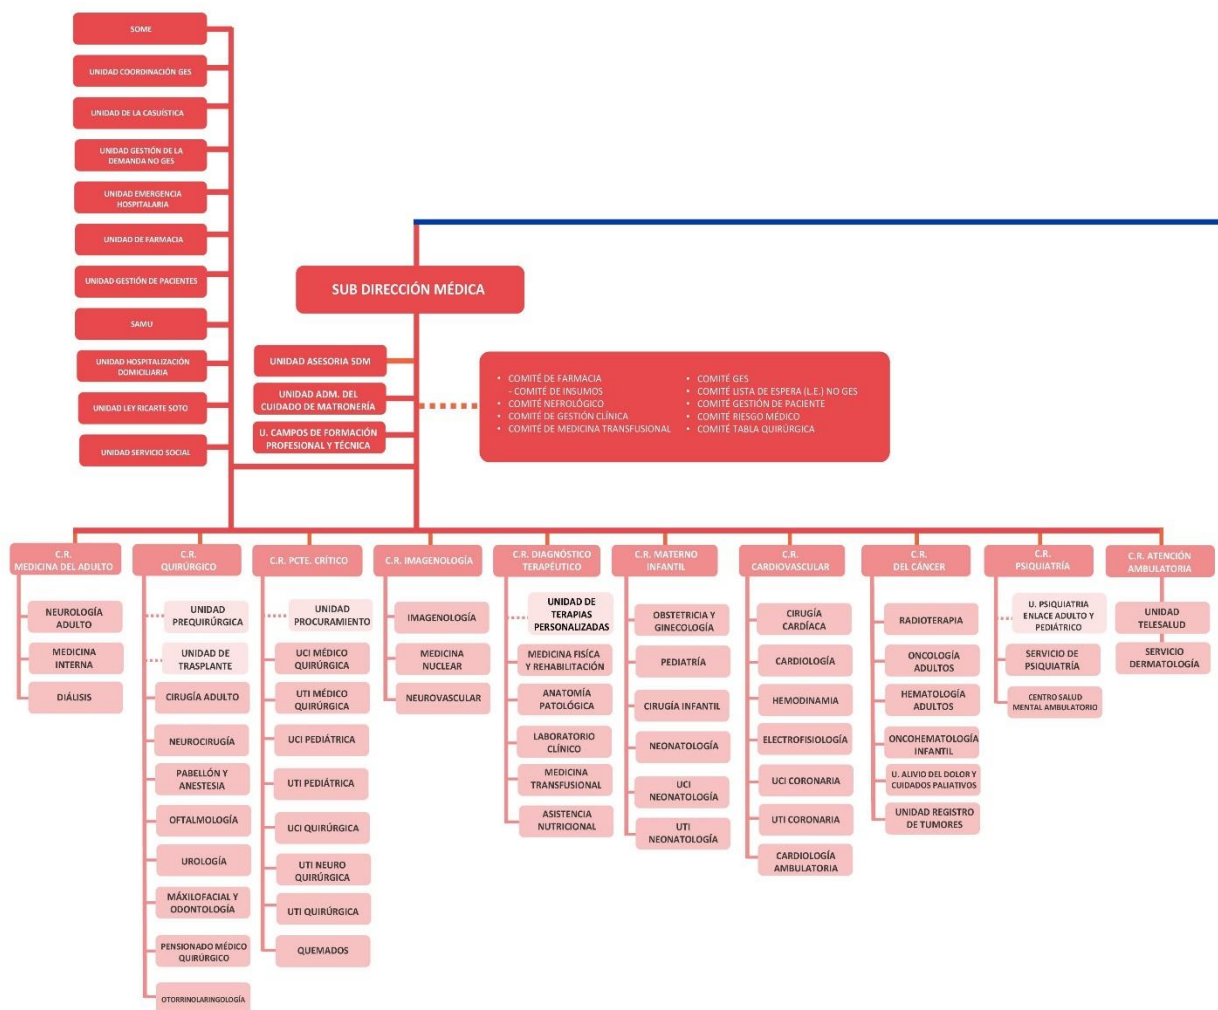 SOME
UNIDAD COORDINACIÓN GES
UNIDAD DE LA CASUÍSTICA
UNIDAD GESTIÓN DE LA
DEMANDA NO GES
UNIDAD EMERGENCIA
HOSPITALARIA
UNIDAD DE FARMACIA
UNIDAD GESTIÓN DE PACIENTES
SAMU
UNIDAD HOSPITALIZACIÓN
DOMICILIARIA
UNIDAD LEY RICARTE SOTO
UNIDAD SERVICIO SOCIAL
SUB DIRECCIÓN MÉDICA
UNIDAD ASESORIA SDM
UNIDAD ADM. DEL
CUIDADO DE MATRONERÍA
U. CAMPOS DE FORMACIÓN
PROFESIONAL Y TÉCNICA
• COMITÉ DE FARMACIA
- COMITÉ DE INSUMOS
• COMITÉ NEFROLÓGICO
• COMITÉ DE GESTIÓN CLÍNICA
• COMITÉ DE MEDICINA TRANSFUSIONAL
• COMITÉ GES
• COMITÉ LISTA DE ESPERA (L.E.) NO GES
• COMITÉ GESTIÓN DE PACIENTE
• COMITÉ RIESGO MÉDICO
• COMITÉ TABLA QUIRÚRGICA
C.R.
MEDICINA DEL ADULTO
NEUROLOGÍA
ADULTO
MEDICINA
INTERNA
DIÁLISIS
C.R.
QUIRÚRGICO
UNIDAD
PREQUIRÚRGICA
UNIDAD DE
TRASPLANTE
CIRUGÍA ADULTO
NEUROCIRUGÍA
PABELLÓN Y
ANESTESIA
OFTALMOLOGÍA
UROLOGÍA
MÁXILOFACIAL Y
ODONTOLOGÍA
PENSIONADO MÉDICO
QUIRÚRGICO
OTORRINOLARINGOLOGÍA
C.R. PCTE. CRÍTICO
UNIDAD
PROCURAMIENTO
UCI MÉDICO
QUIRÚRGICA
UTI MÉDICO
QUIRÚRGICA
UCI PEDIÁTRICA
UTI PEDIÁTRICA
UCI QUIRÚRGICA
UTI NEURO
QUIRÚRGICA
UTI QUIRÚRGICA
QUEMADOS
C.R. IMAGENOLOGÍA
IMAGENOLOGÍA
MEDICINA
NUCLEAR
NEUROVASCULAR
C.R. DIAGNÓSTICO
TERAPÉUTICO
UNIDAD DE
TERAPIAS
PERSONALIZADAS
MEDICINA FISICA
Y REHABILITACIÓN
ANATOMÍA
PATOLÓGICA
LABORATORIO
CLÍNICO
MEDICINA
TRANSFUSIONAL
ASISTENCIA
NUTRICIONAL
C.R. MATERNO
INFANTIL
OBSTETRICIA Y
GINECOLOGÍA
PEDIATRÍA
CIRUGÍA INFANTIL
NEONATOLOGÍA
UCI
NEONATOLOGÍA
UTI
NEONATOLOGÍA
C.R.
CARDIOVASCULAR
CIRUGÍA
CARDÍACA
CARDIOLOGÍA
HEMODINAMIA
ELECTROFISIOLOGÍA
UCI CORONARIA
UTI CORONARIA
CARDIOLOGÍA
AMBULATORIA
C.R.
DEL CÁNCER
RADIOTERAPIA
ONCOLOGÍA
ADULTOS
HEMATOLOGÍA
ADULTOS
ONCOHEMATOLOGÍA
INFANTIL
U. ALIVIO DEL DOLOR Y
CUIDADOS PALIATIVOS
UNIDAD REGISTRO
DE TUMORES
C.R.
PSIQUIATRÍA
U. PSIQUIATRIA
ENLACE ADULTO Y
PEDIÁTRICO
SERVICIO DE
PSIQUIATRÍA
CENTRO SALUD
MENTAL AMBULATORIO
C.R. ATENCIÓN
AMBULATORIA
UNIDAD
TELESALUD
SERVICIO
DERMATOLOGÍA